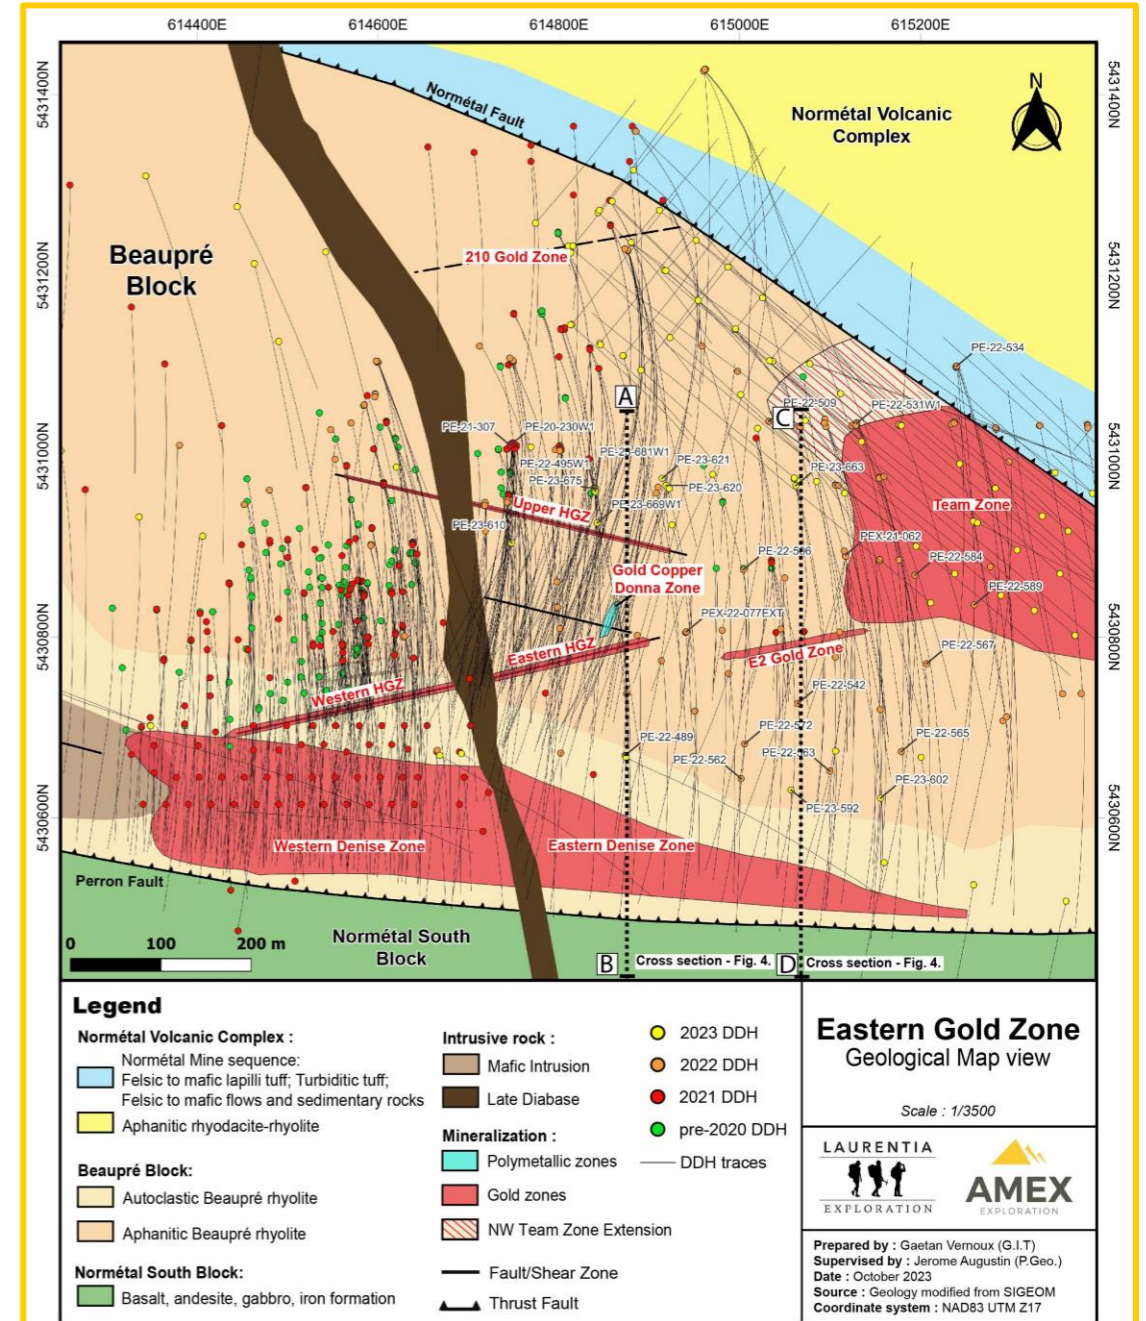 614400E
614600E
614800E
615000E
615200E
5431400N
5431400N
N
Normétal Fault
Normétal Volcanic
Complex
Beaupré
Block
5431200N
5431200N
210 Gold Zone
PE-22-534
A
PE-22-509
C
PE-22-531W1
5431000N
5431000N
PE-21-307
PE-20-230W1
PE-22-495W1
PE-23-621
PE-23-675
PE-23-620
PE-23-663
PE-23-669W1
Upper HGZ
PE-23-610
Team Zone
PEX-21-062
Gold Copper
Donna Zone
PE-22-584
PE-22-589
PEX-22-077EXT
5430800N
5430800N
Eastern HGZ
E2 Gold Zone
PE-22-567
Western HGZ
PE-22-542
PE-22-572
PE-22-489
PE-22-565
PE-22-562
PE-23-602
PE-23-592
5430600N
5430600N
Western Denise Zone
Eastern Denise Zone
Perron Fault
0 100 200 m
Normétal South
Block
B
Cross section - Fig. 4.
D
Cross section - Fig. 4.
Legend
Normétal Volcanic Complex :
Normétal Mine sequence:
Felsic to mafic lapilli tuff; Turbiditic tuff;
Felsic to mafic flows and sedimentary rocks
Aphanitic rhyodacite-rhyolite
Beaupré Block:
Autoclastic Beaupré rhyolite
Aphanitic Beaupré rhyolite
Normétal South Block:
Basalt, andesite, gabbro, iron formation
Intrusive rock :
Mafic Intrusion
Late Diabase
Mineralization :
Polymetallic zones
Gold zones
NW Team Zone Extension
Fault/Shear Zone
Thrust Fault
2023 DDH
2022 DDH
2021 DDH
pre-2020 DDH
DDH traces
Eastern Gold Zone
Geological Map view
Scale : 1/3500
LAURENTIA
EXPLORATION
AMEX
EXPLORATION
Prepared by : Gaetan Vernoux (G.I.T)
Supervised by : Jerome Augustin (P.Geo.)
Date : October 2023
Source : Geology modified from SIGEOM
Coordinate system : NAD83 UTM Z17